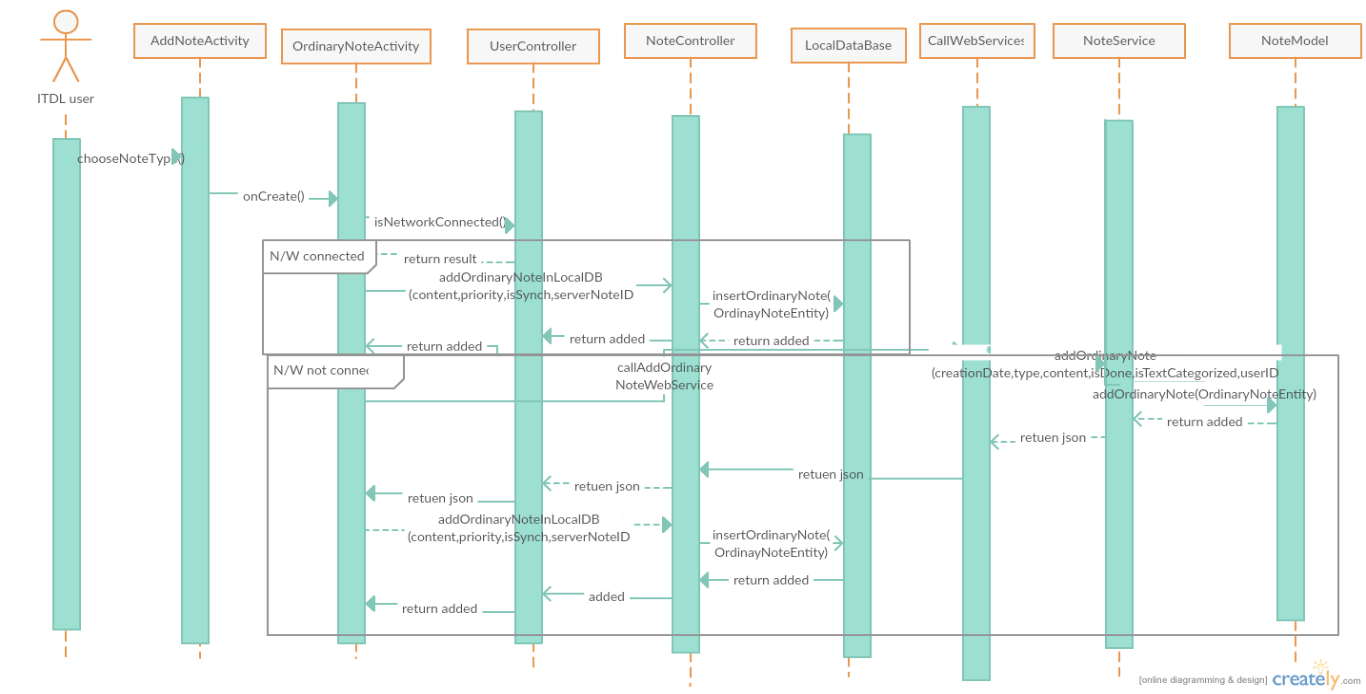 AddNoteActivity
OrdinaryNoteActivity
UserController
NoteController
LocalDataBase
CallWebServices
NoteService
NoteModel
ITDL user
chooseNoteType()
onCreate()
isNetworkConnected()
N/W connected
return result
addOrdinaryNoteInLocalDB
(content,priority,isSynch,serverNoteID
insertOrdinaryNote(
OrdinayNoteEntity)
return added
return added
return added
N/W not connec
callAddOrdinary
NoteWebService
addOrdinaryNote
(creationDate,type,content,isDone,isTextCategorized,userID
addOrdinaryNote(OrdinaryNoteEntity)
return added
retuen json
retuen json
retuen json
retuen json
addOrdinaryNoteInLocalDB
(content,priority,isSynch,serverNoteID
insertOrdinaryNote(
OrdinayNoteEntity)
return added
added
return added
[online diagramming & design] creately.com